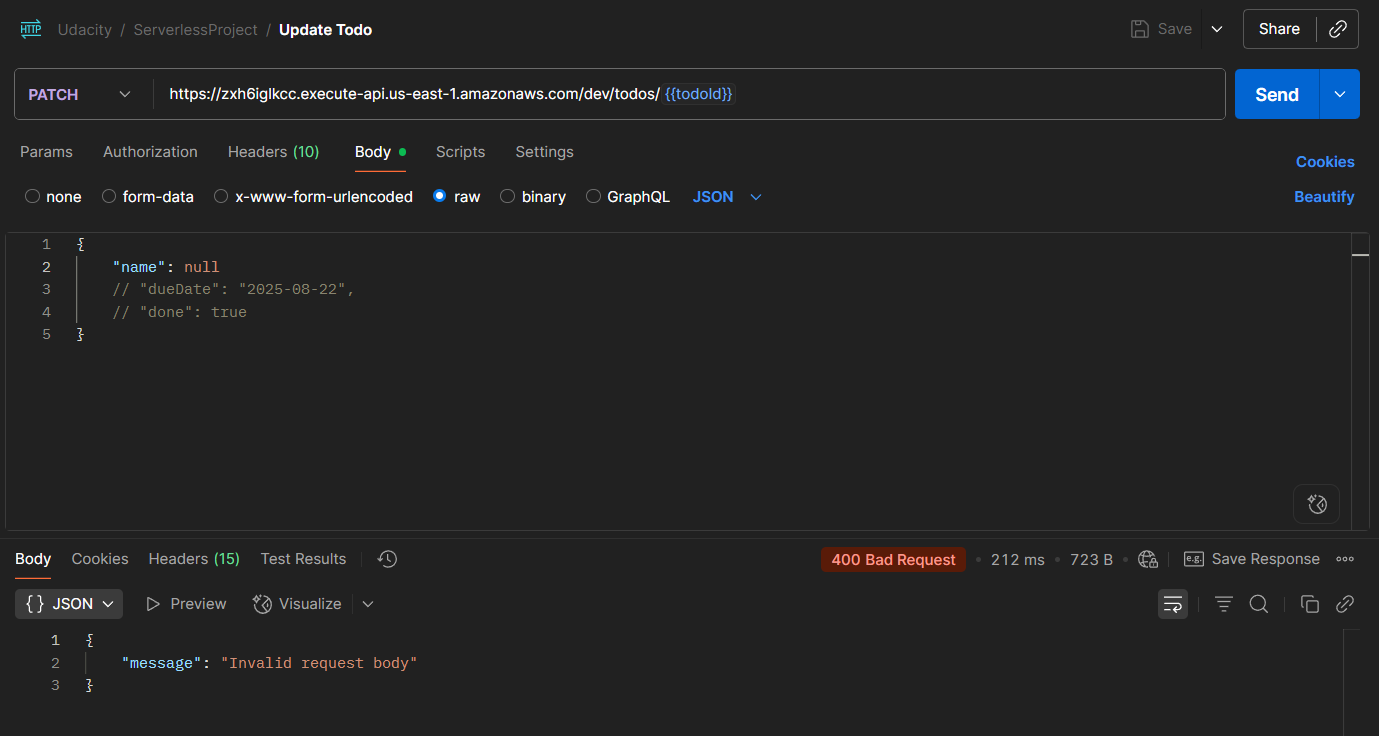 HTTP Udacity / ServerlessProject / Update Todo Save Share
PATCH https://zxh6iglkcc.execute-api.us-east-1.amazonaws.com/dev/todos/ {{todoId}} Send
Params Authorization Headers (10) Body Scripts Settings Cookies
none form-data x-www-form-urlencoded raw binary GraphQL JSON Beautify
1 {
2 "name": null
3 // "dueDate": "2025-08-22",
4 // "done": true
5 }
Body Cookies Headers (15) Test Results 400 Bad Request 212 ms 723 B e.g. Save Response
{} JSON Preview Visualize
1 {
2 "message": "Invalid request body"
3 }